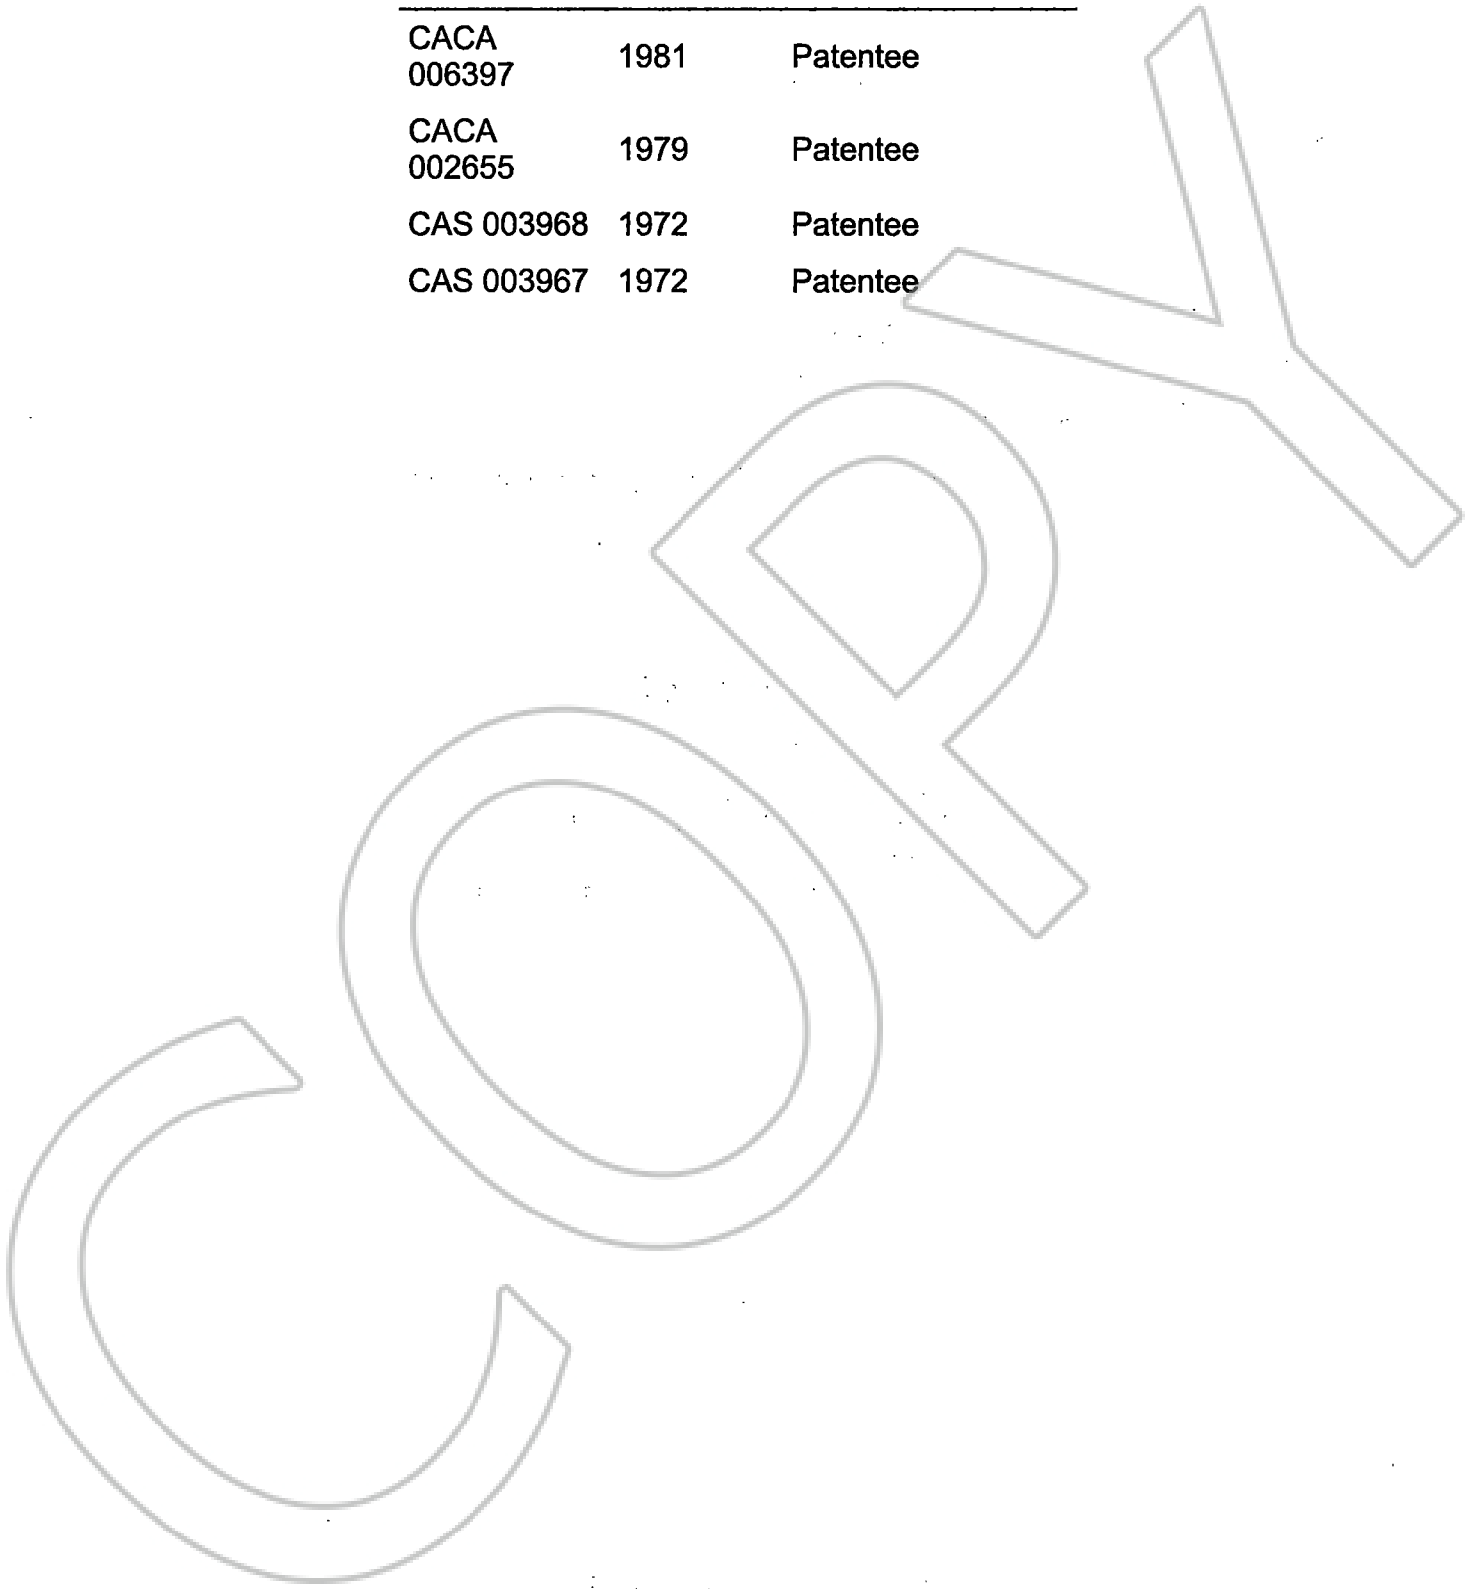 CACA
006397 1981 Patentee
CACA
002655 1979 Patentee
CAS 003968 1972 Patentee
CAS 003967 1972 Patentee
COPY